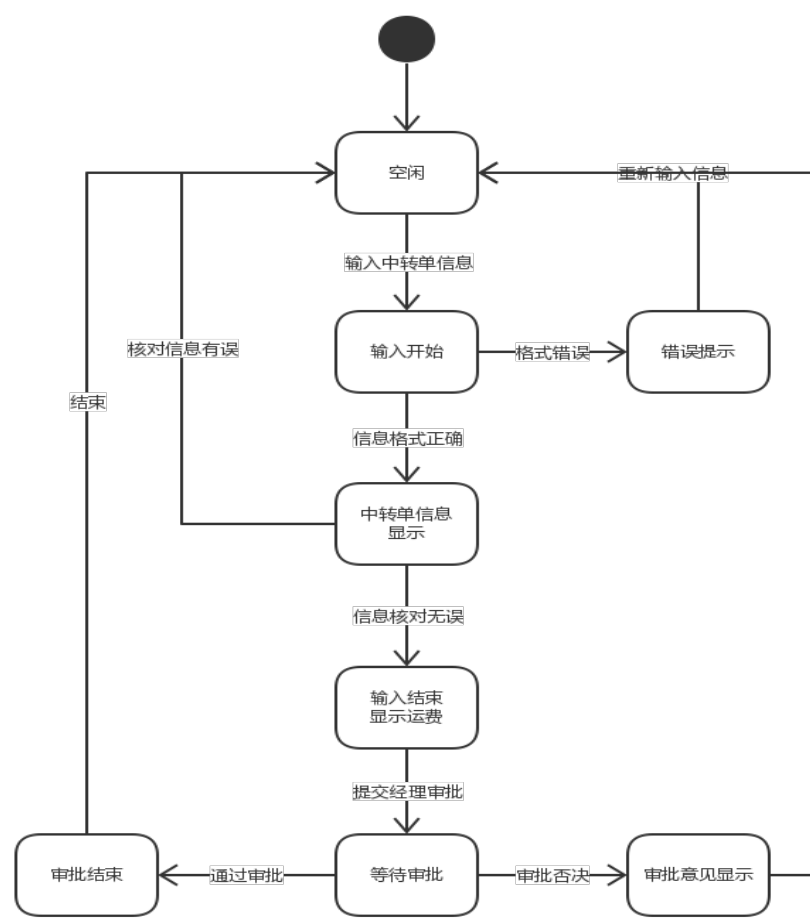 空闲
重新输入信息
输入中转单信息
核对信息有误
输入开始
格式错误
错误提示
结束
信息格式正确
中转单信息
显示
信息核对无误
输入结束
显示运费
提交经理审批
审批结束
通过审批
等待审批
审批否决
审批意见显示